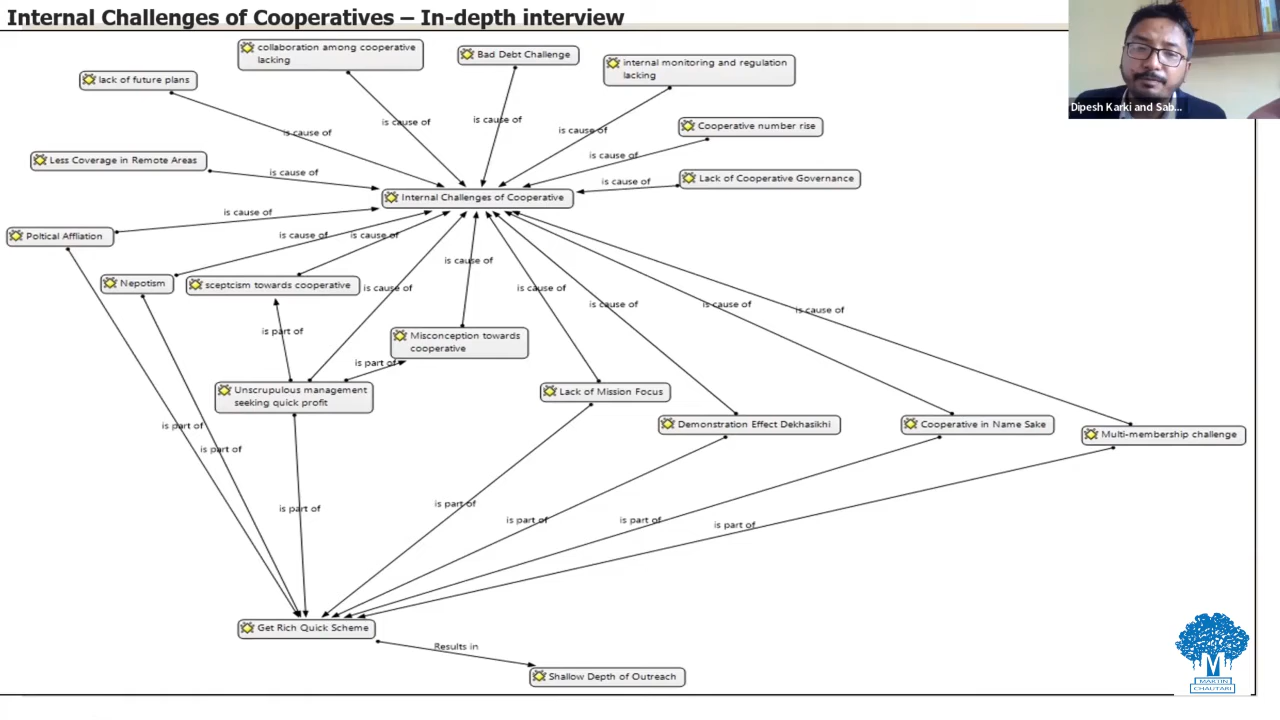 Internal Challenges of Cooperatives – In-depth interview
collaboration among cooperative
lacking
Bad Debt Challenge
internal monitoring and regulation
lacking
lack of future plans
Dipesh Karki and Sab...
is cause of
is cause of
is cause of
is cause of
Cooperative number rise
is cause of
Less Coverage in Remote Areas
is cause of
is cause of
Lack of Cooperative Governance
Internal Challenges of Cooperative
is cause of
Poltical Affliation
is cause of
is cause of
is cause of
Nepotism
sceptcism towards cooperative
is cause of
is cause of
is cause of
is cause of
is cause of
is part of
Misconception towards
cooperative
is part of
Unscrupulous management
seeking quick profit
Lack of Mission Focus
Demonstration Effect Dekhasikhi
Cooperative in Name Sake
Multi-membership challenge
is part of
is part of
is part of
is part of
is part of
is part of
is part of
Get Rich Quick Scheme
Results in
Shallow Depth of Outreach
M
MARTIN
CHAUTARI